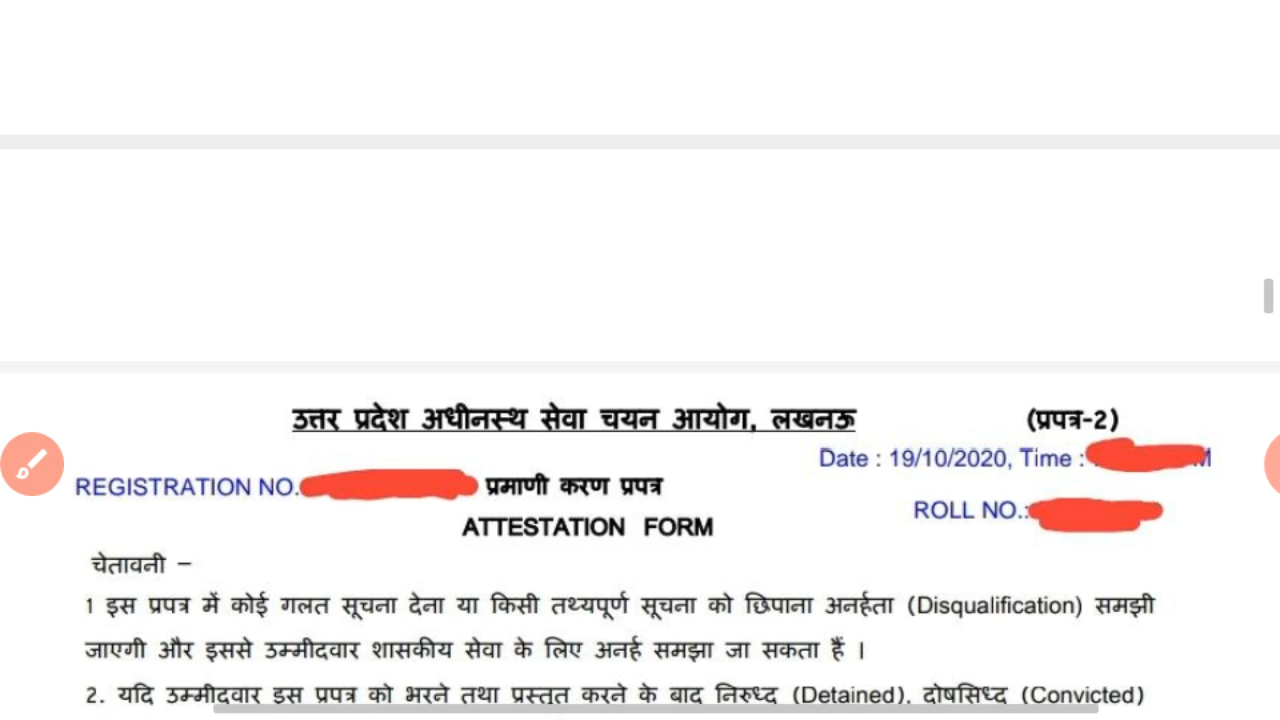 उत्तर प्रदेश अधीनस्थ सेवा चयन आयोग, लखनऊ (प्रपत्र-2)
Date : 19/10/2020, Time :
REGISTRATION NO. प्रमाणी करण प्रपत्र
ROLL NO.:
ATTESTATION FORM
चेतावनी –
1 इस प्रपत्र में कोई गलत सूचना देना या किसी तथ्यपूर्ण सूचना को छिपाना अनर्हता (Disqualification) समझी
जाएगी और इससे उम्मीदवार शासकीय सेवा के लिए अनर्ह समझा जा सकता हैं ।
2. यदि उम्मीदवार इस प्रपत्र को भरने तथा प्रस्तुत करने के बाद निरुध्द (Detained), दोषसिध्द (Convicted)